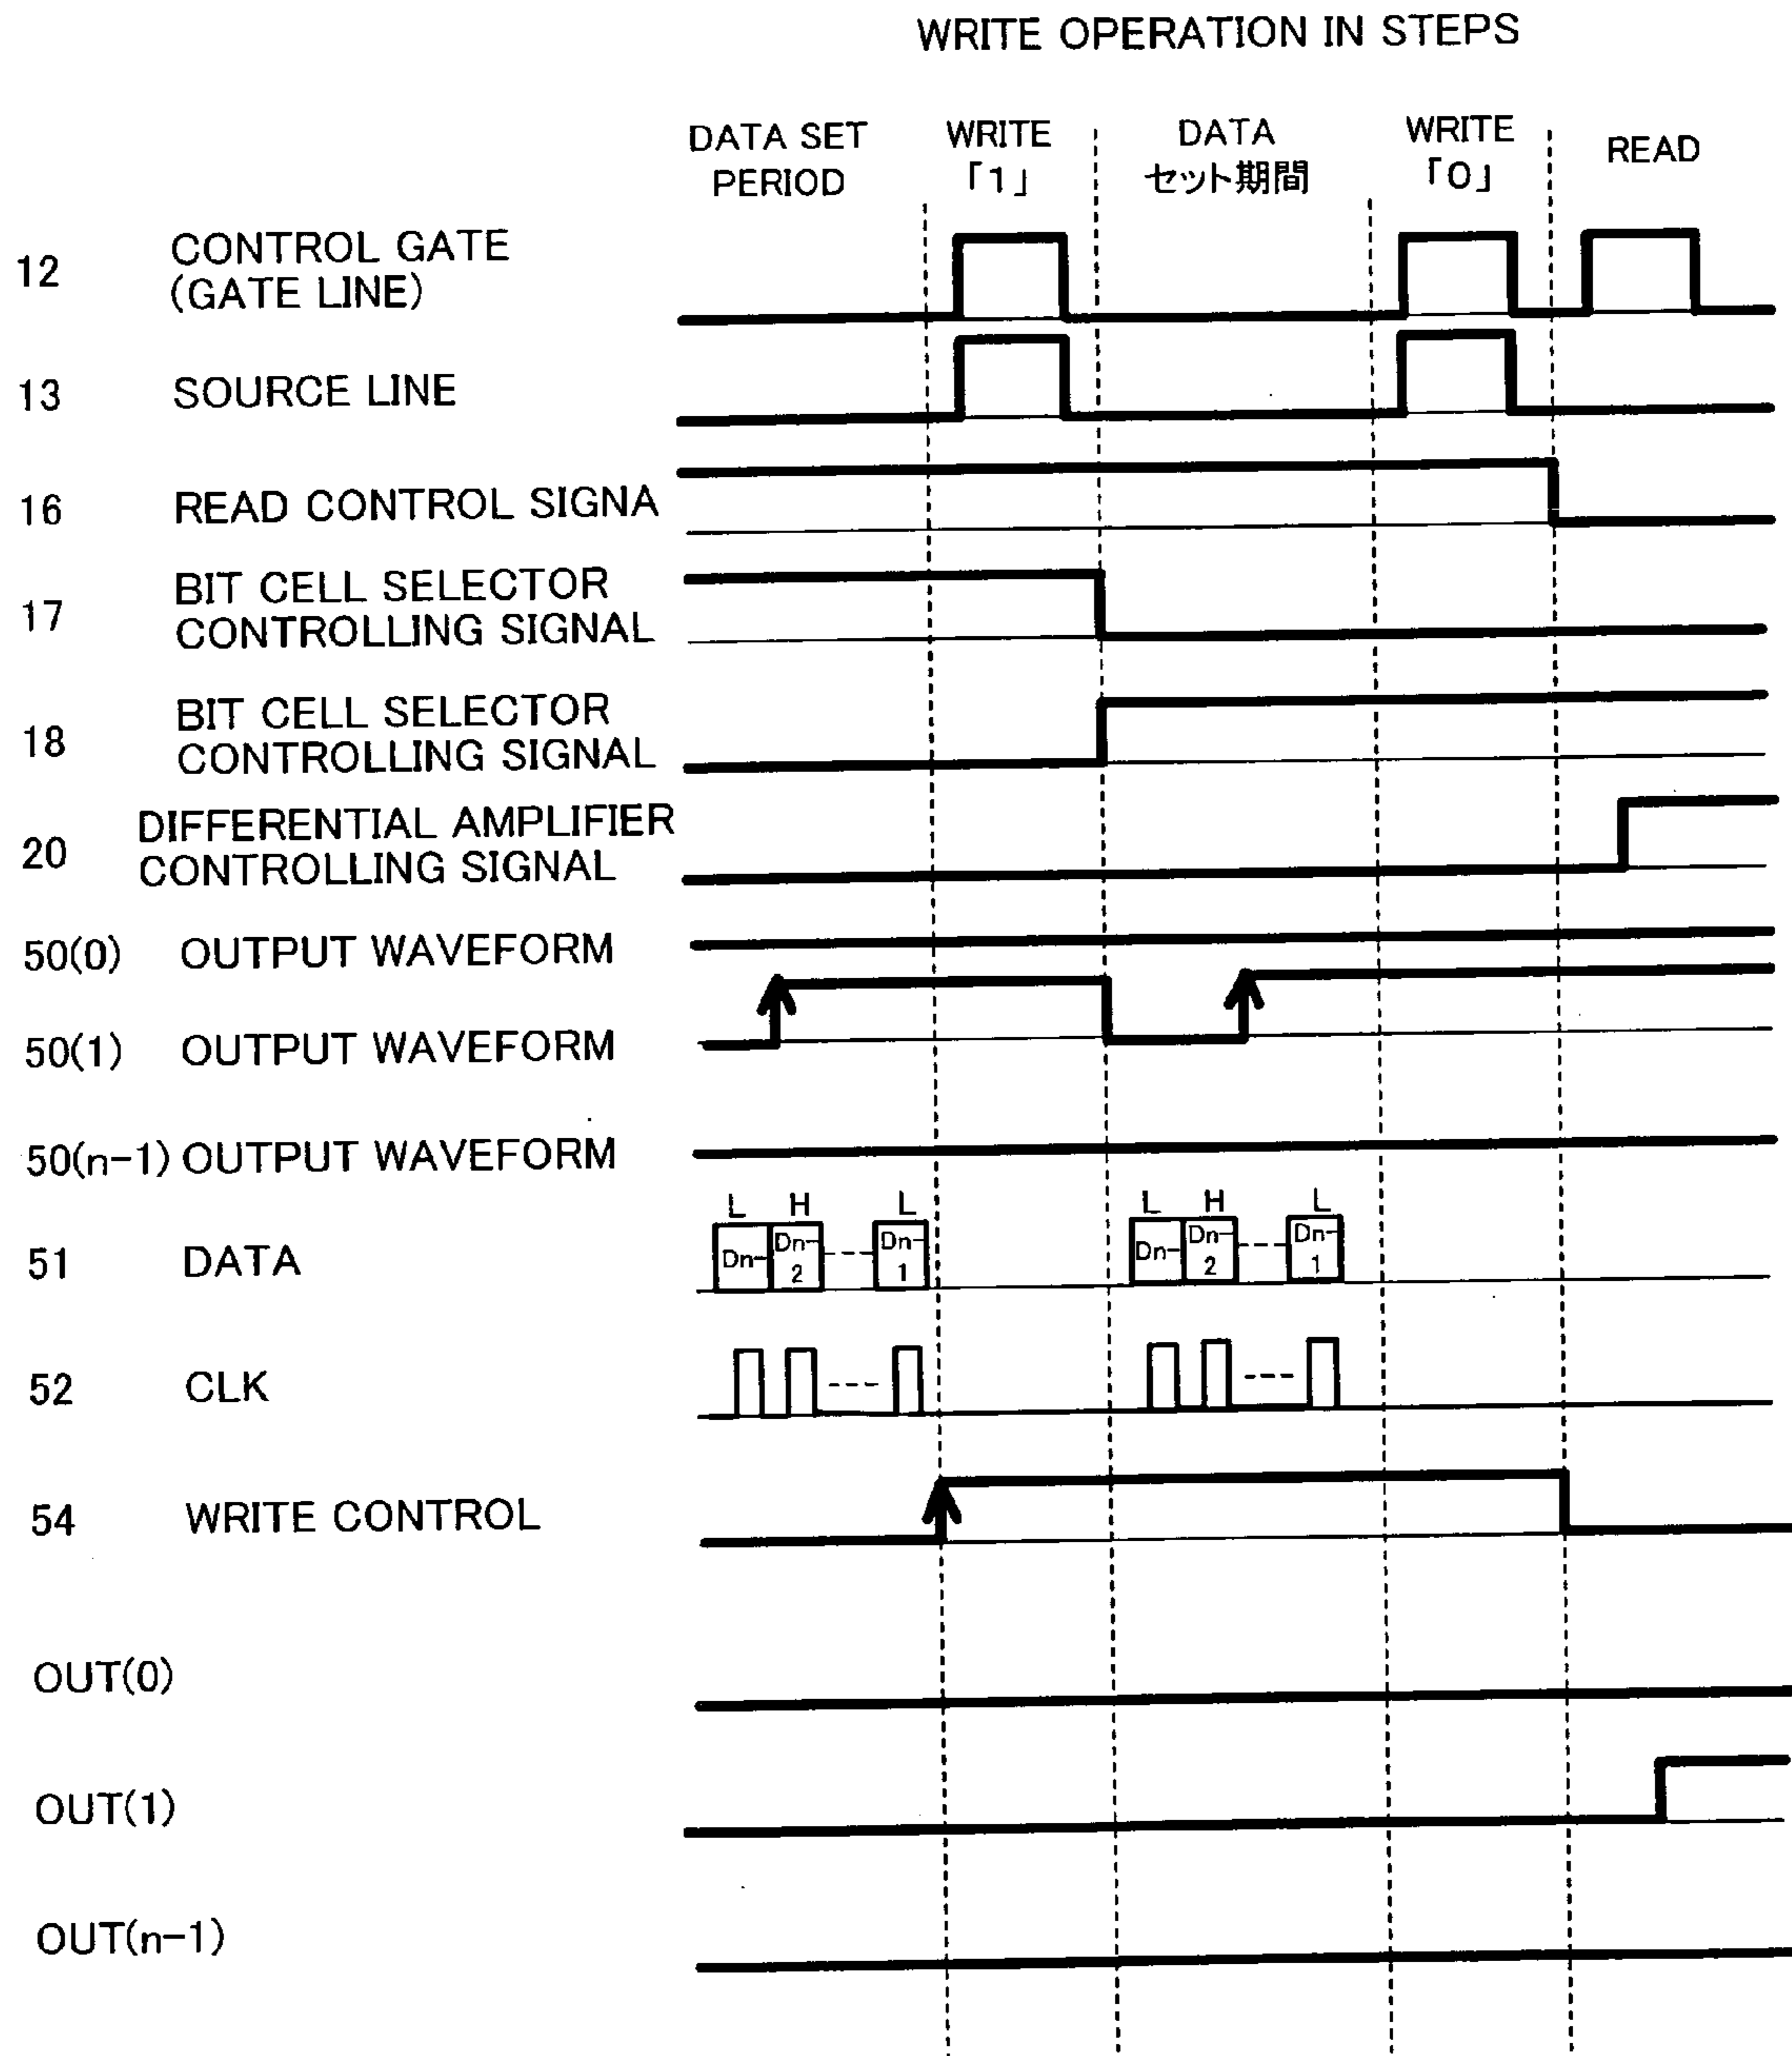 WRITE OPERATION IN STEPS
DATA SET
PERIOD
WRITE
「1」
DATA
セット期間
WRITE
「0」
READ
12
CONTROL GATE
(GATE LINE)
13
SOURCE LINE
16
READ CONTROL SIGNA
17
BIT CELL SELECTOR
CONTROLLING SIGNAL
18
BIT CELL SELECTOR
CONTROLLING SIGNAL
20
DIFFERENTIAL AMPLIFIER
CONTROLLING SIGNAL
50(0) OUTPUT WAVEFORM
50(1) OUTPUT WAVEFORM
50(n-1) OUTPUT WAVEFORM
L H L L H L
51 DATA
Dn-
Dn-
2
Dn-
1
Dn-
Dn-
2
Dn-
1
52 CLK
54 WRITE CONTROL
OUT(0)
OUT(1)
OUT(n-1)